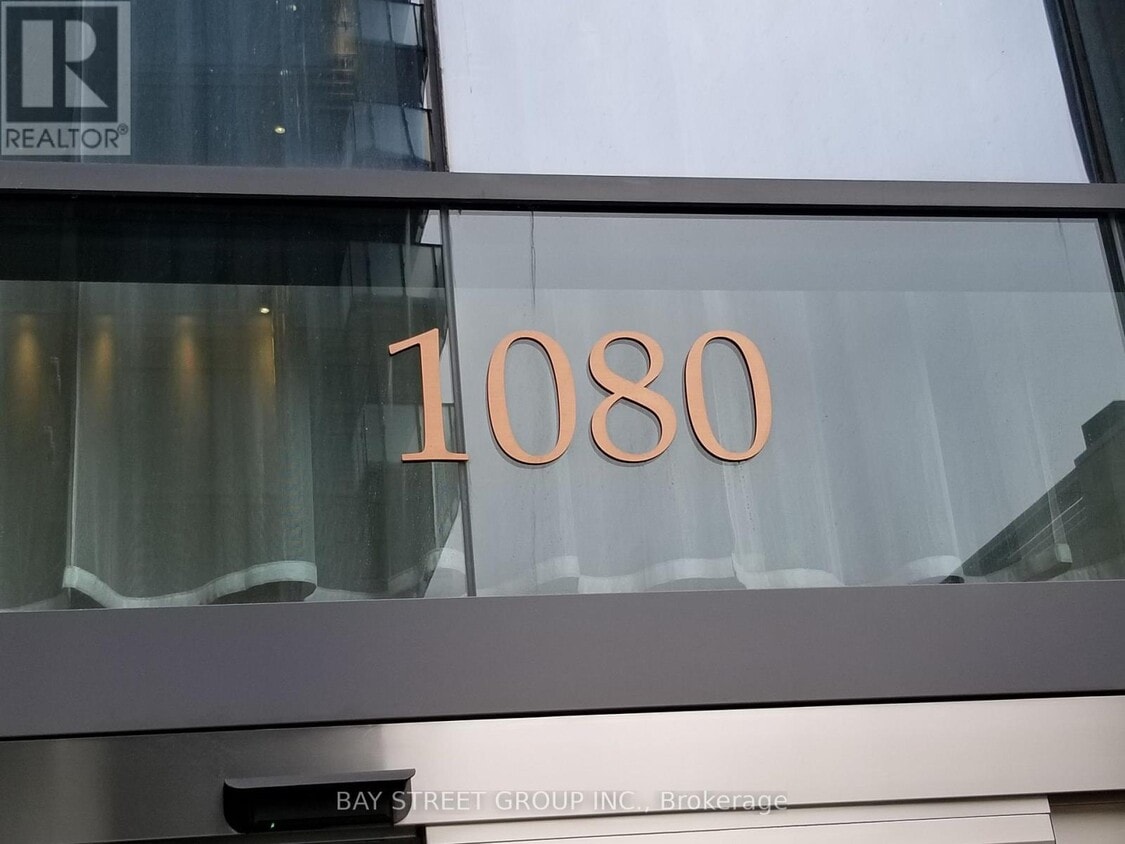 REALTOR®
1080
BAY STREET GROUP INC., Brokerage